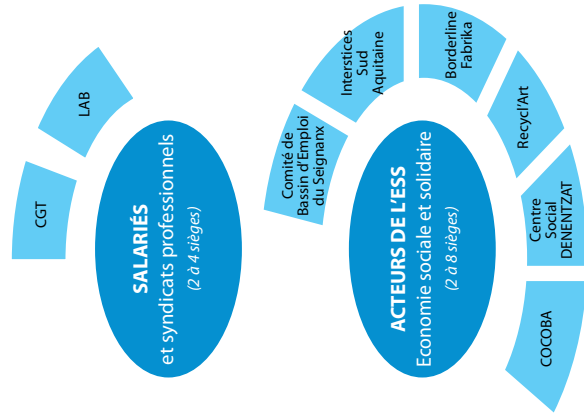 CGT
LAB
SALARIÉS
et syndicats professionnels
(2 à 4 sièges)
Comité de
Bassin d'Emploi
du Seignanx
Interstices
Sud
Aquitaine
Borderline
Fabrika
Recycl'Art
Centre
Social
DENENTZAT
COCOBA
ACTEURS DE L'ESS
Economie sociale et solidaire
(2 à 8 sièges)